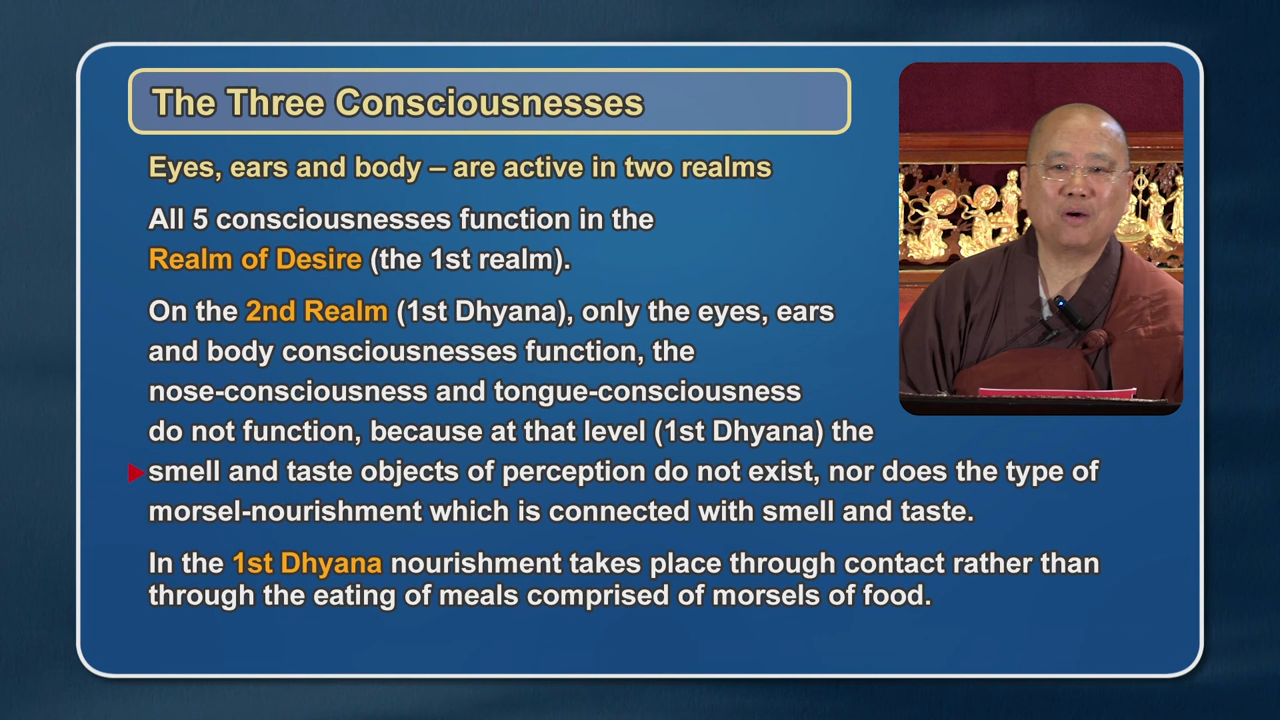 The Three Consciousnesses
Eyes, ears and body – are active in two realms
All 5 consciousnesses function in the
Realm of Desire (the 1st realm).
On the 2nd Realm (1st Dhyana), only the eyes, ears
and body consciousnesses function, the
nose-consciousness and tongue-consciousness
do not function, because at that level (1st Dhyana) the
smell and taste objects of perception do not exist, nor does the type of
morsel-nourishment which is connected with smell and taste.
In the 1st Dhyana nourishment takes place through contact rather than
through the eating of meals comprised of morsels of food.